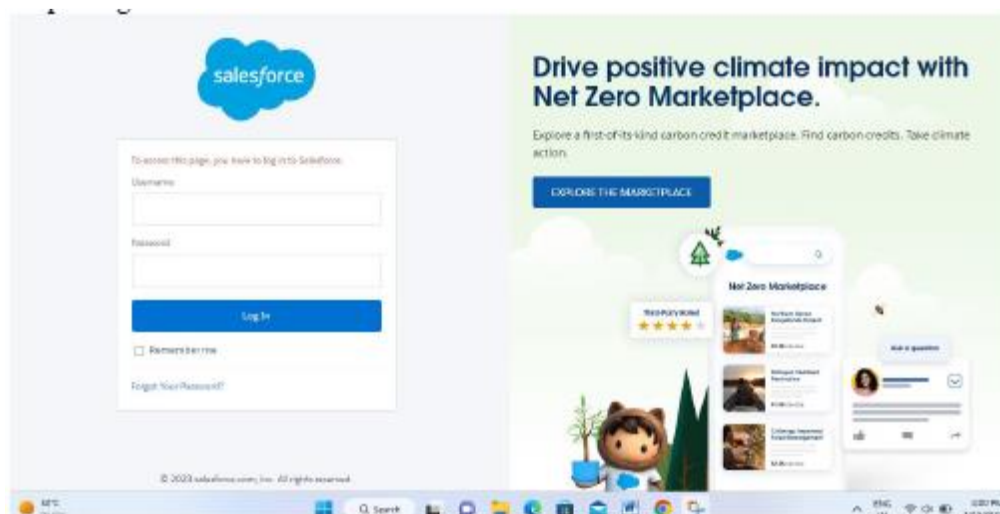 salesforce
To access this page, you have to log in to Salesforce.
Username
Password
Log In
Remember me
Forgot Your Password?
© 2023 salesforce.com, inc. All rights reserved.
Drive positive climate impact with
Net Zero Marketplace.
Explore a first-of-its-kind carbon credit marketplace. Find carbon credits. Take climate
action.
EXPLORE THE MARKETPLACE
Net Zero Marketplace
Third-Party Rated
Ask a question
Search
ENG